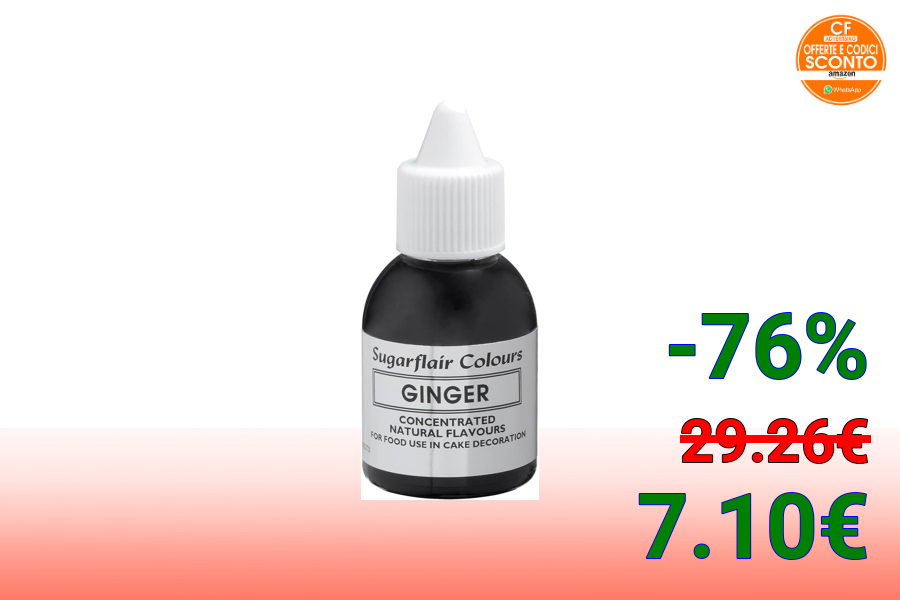 CF
ADVERTISING
OFFERTE E CODICI
SCONTO
amazon
WhatsApp
Sugarflair Colours
GINGER
CONCENTRATED
NATURAL FLAVOURS
FOR FOOD USE IN CAKE DECORATION
-76%
29.26€
7.10€